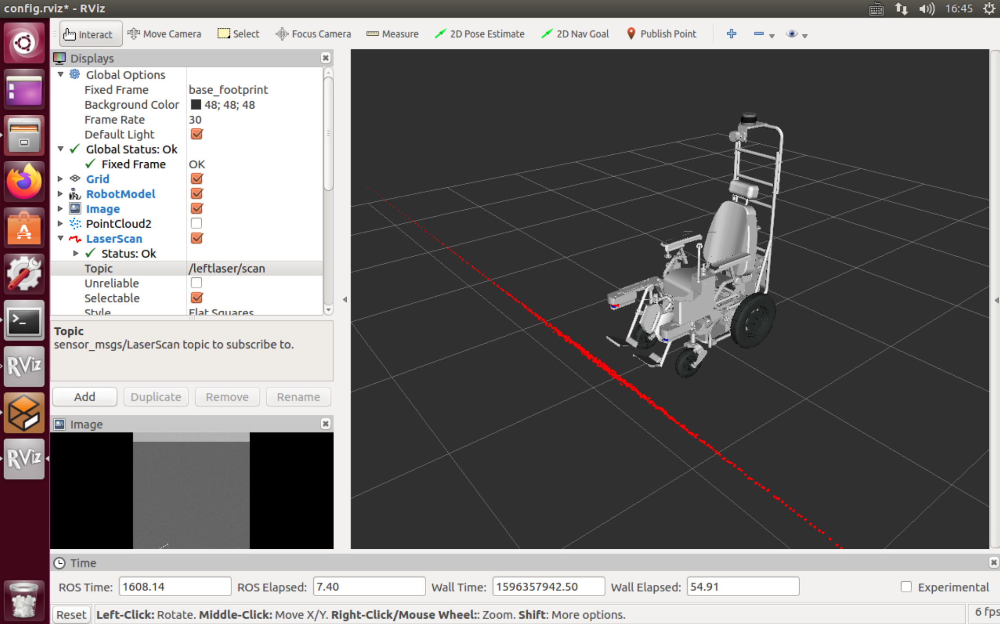 config.rviz* - RViz
16:45
Interact Move Camera Select Focus Camera Measure 2D Pose Estimate 2D Nav Goal Publish Point
Displays
Global Options
Fixed Frame base_footprint
Background Color 48; 48; 48
Frame Rate 30
Default Light
Global Status: Ok
Fixed Frame OK
Grid
RobotModel
Image
PointCloud2
LaserScan
Status: Ok
Topic /leftlaser/scan
Unreliable
Selectable
Style Flat Squares
Topic
sensor_msgs/LaserScan topic to subscribe to.
RViz
Add Duplicate Remove Rename
Image
RViz
Time
ROS Time: 1608.14 ROS Elapsed: 7.40 Wall Time: 1596357942.50 Wall Elapsed: 54.91 Experimental
Reset Left-Click: Rotate. Middle-Click: Move X/Y. Right-Click/Mouse Wheel:: Zoom. Shift: More options. 6 fps